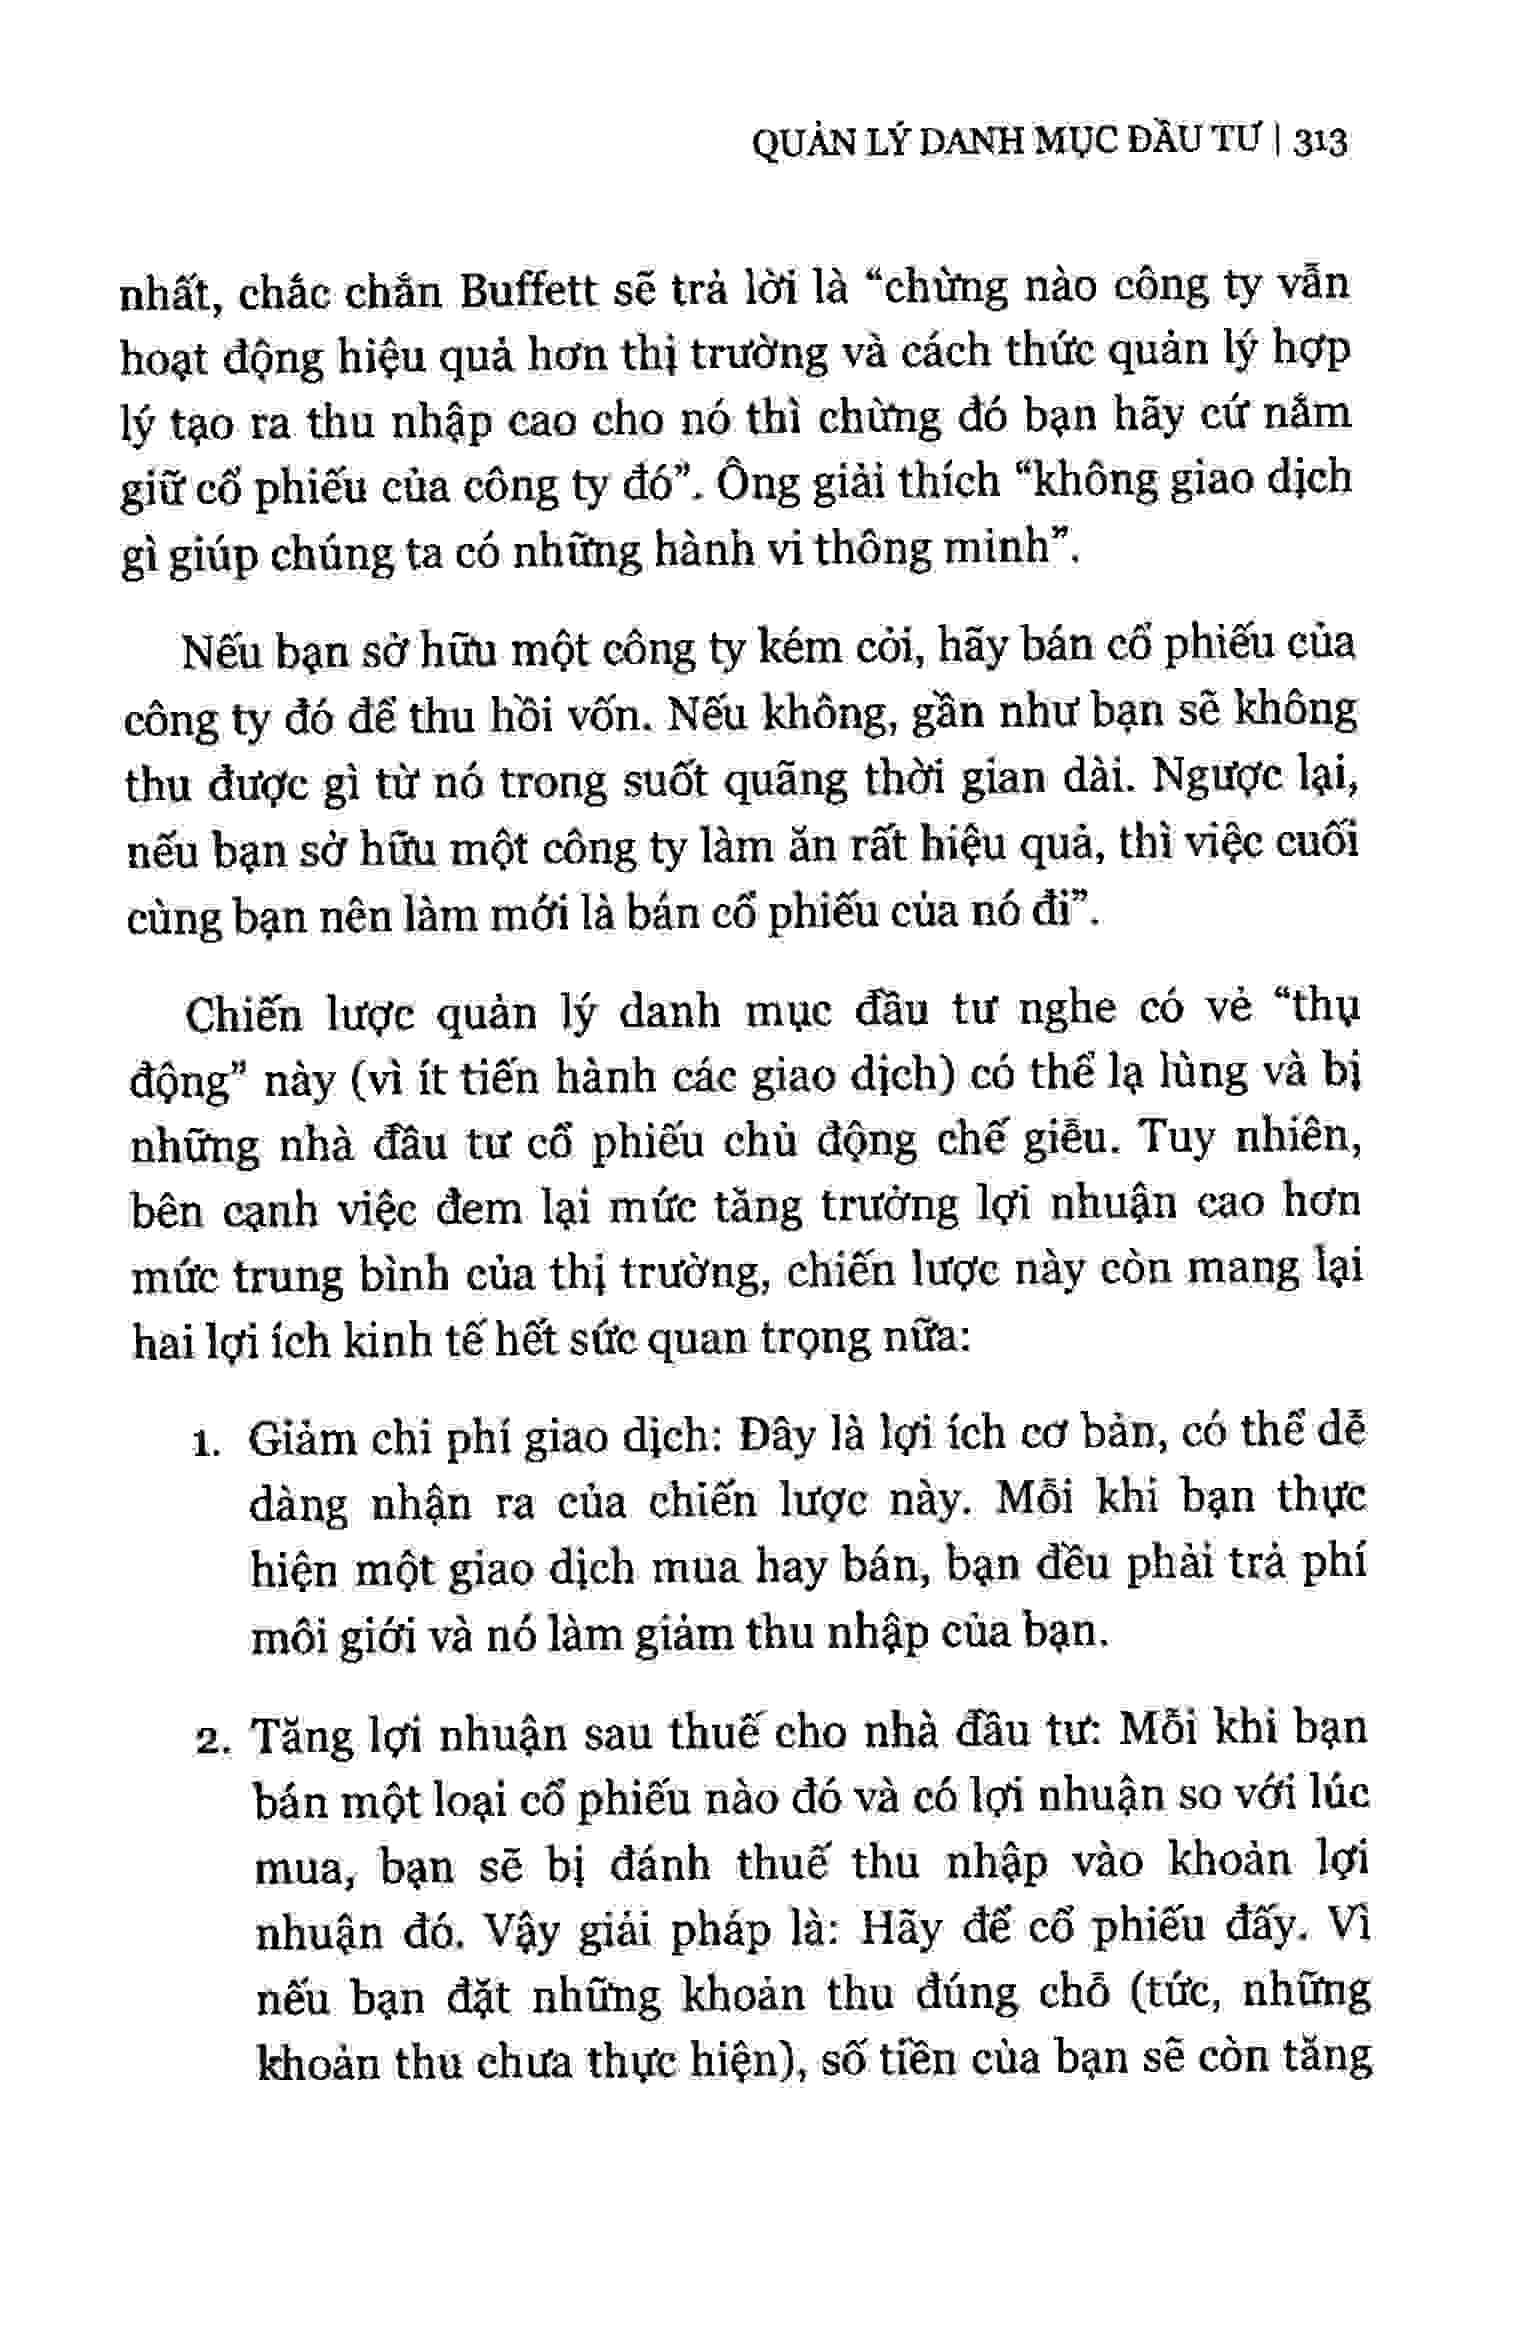 QUẢN LÝ DANH MỤC ĐẦU TƯ | 313
nhất, chắc chắn Buffett sẽ trả lời là “chừng nào công ty vẫn
hoạt động hiệu quả hơn thị trường và cách thức quản lý hợp
lý tạo ra thu nhập cao cho nó thì chừng đó bạn hãy cứ nắm
giữ cổ phiếu của công ty đó”. Ông giải thích “không giao dịch
gì giúp chúng ta có những hành vi thông minh”.
Nếu bạn sở hữu một công ty kém cỏi, hãy bán cổ phiếu của
công ty đó để thu hồi vốn. Nếu không, gần như bạn sẽ không
thu được gì từ nó trong suốt quãng thời gian dài. Ngược lại,
nếu bạn sở hữu một công ty làm ăn rất hiệu quả, thì việc cuối
cùng bạn nên làm mới là bán cổ phiếu của nó đi”.
Chiến lược quản lý danh mục đầu tư nghe có vẻ “thụ
động” này (vì ít tiến hành các giao dịch) có thể lạ lùng và bị
những nhà đầu tư cổ phiếu chủ động chế giễu. Tuy nhiên,
bên cạnh việc đem lại mức tăng trưởng lợi nhuận cao hơn
mức trung bình của thị trường, chiến lược này còn mang lại
hai lợi ích kinh tế hết sức quan trọng nữa:
1. Giảm chi phí giao dịch: Đây là lợi ích cơ bản, có thể dễ
dàng nhận ra của chiến lược này. Mỗi khi bạn thực
hiện một giao dịch mua hay bán, bạn đều phải trả phí
môi giới và nó làm giảm thu nhập của bạn.
2. Tăng lợi nhuận sau thuế cho nhà đầu tư: Mỗi khi bạn
bán một loại cổ phiếu nào đó và có lợi nhuận so với lúc
mua, bạn sẽ bị đánh thuế thu nhập vào khoản lợi
nhuận đó. Vậy giải pháp là: Hãy để cổ phiếu đấy. Vì
nếu bạn đặt những khoản thu đúng chỗ (tức, những
khoản thu chưa thực hiện), số tiền của bạn sẽ còn tăng